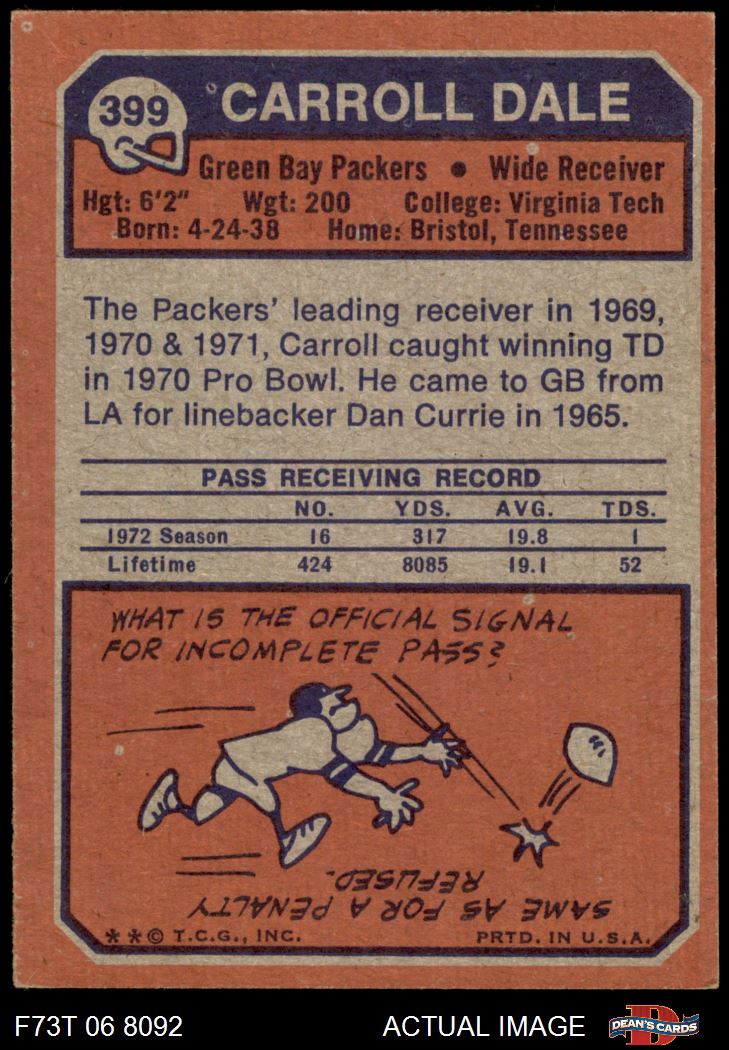 399 CARROLL DALE
Green Bay Packers • Wide Receiver
Hgt: 6'2" Wgt: 200 College: Virginia Tech
Born: 4-24-38 Home: Bristol, Tennessee
The Packers' leading receiver in 1969,
1970 & 1971, Carroll caught winning TD
in 1970 Pro Bowl. He came to GB from
LA for linebacker Dan Currie in 1965.
PASS RECEIVING RECORD
NO. YDS. AVG. TDS.
1972 Season 16 317 19.8 1
Lifetime 424 8085 19.1 52
WHAT IS THE OFFICIAL SIGNAL
FOR INCOMPLETE PASS?
SAME AS FOR A PENALTY
REFUSED.
**© T.C.G., INC. PRTD. IN U.S.A.
F73T 06 8092 ACTUAL IMAGE DEAN'S CARDS